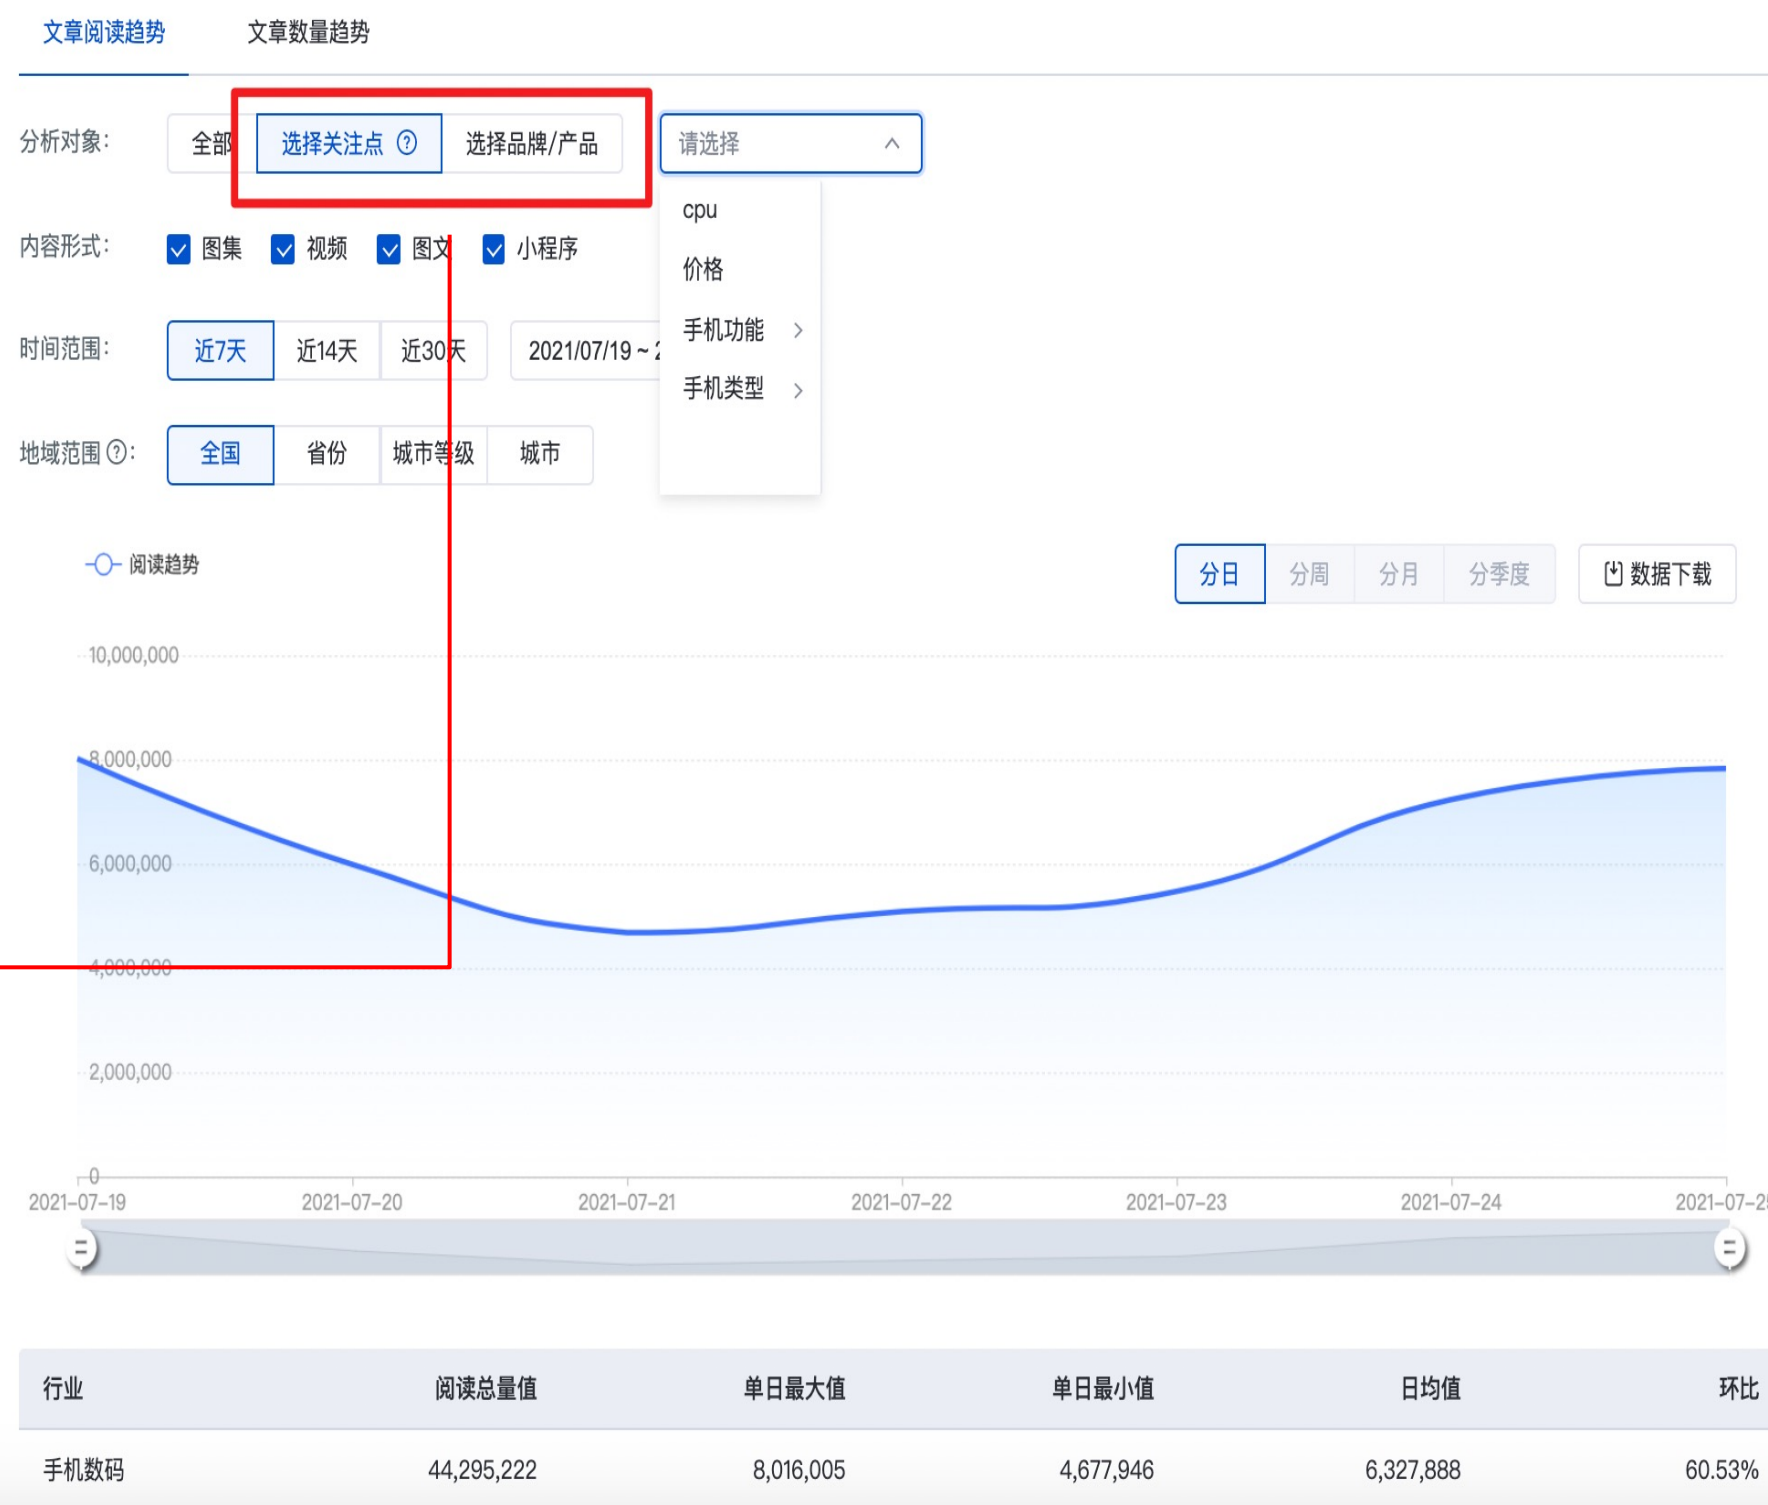 文章阅读趋势 文章数量趋势
分析对象： 全部 选择关注点 ? 选择品牌/产品 请选择
cpu
价格
手机功能 >
手机类型 >
内容形式： 图集 视频 图文 小程序
时间范围： 近7天 近14天 近30天 2021/07/19 ~ 2
地域范围 ?： 全国 省份 城市等级 城市
阅读趋势
分日 分周 分月 分季度 数据下载
10,000,000
8,000,000
6,000,000
4,000,000
2,000,000
0
2021-07-19 2021-07-20 2021-07-21 2021-07-22 2021-07-23 2021-07-24 2021-07-25
行业 阅读总量值 单日最大值 单日最小值 日均值 环比
手机数码 44,295,222 8,016,005 4,677,946 6,327,888 60.53%